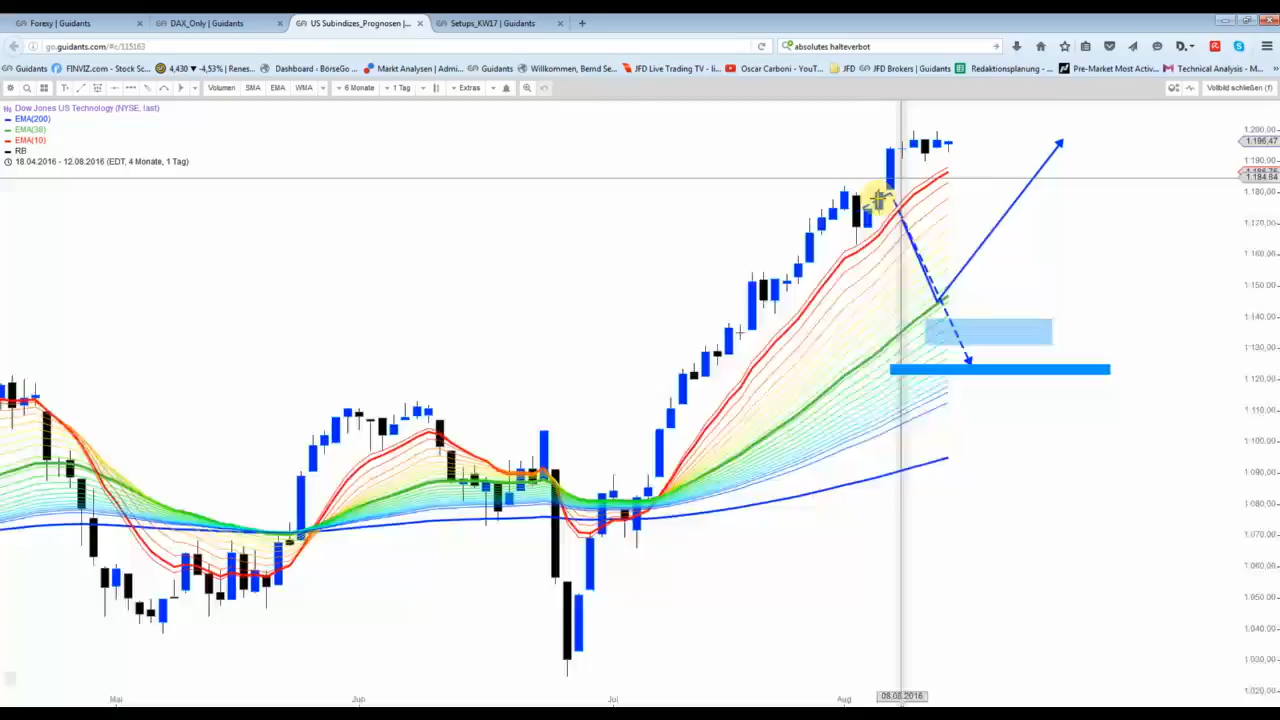 Forexy | Guidants
DAX_Only | Guidants
US Subindizes_Prognosen |...
Setups_KW17 | Guidants
go.guidants.com/#c/115163
absolutes halteverbot
Guidants
FINVIZ.com - Stock Sc...
4,430 ▼ -4,53% | Renes...
Dashboard - BörseGo ...
Markt Analysen | Admi...
Guidants
Willkommen, Bernd Se...
JFD Live Trading TV - li...
Oscar Carboni - YouT...
JFD
JFD Brokers | Guidants
Redaktionsplanung - ...
Pre-Market Most Activ...
Technical Analysis - M...
Volumen
SMA
EMA
WMA
6 Monate
1 Tag
Extras
Vollbild schließen (f)
Dow Jones US Technology (NYSE, last)
EMA(200)
EMA(38)
EMA(10)
RB
18.04.2016 - 12.08.2016 (EDT, 4 Monate, 1 Tag)
1.200,00
1.196,47
1.190,00
1.184,84
1.180,00
1.170,00
1.160,00
1.150,00
1.140,00
1.130,00
1.120,00
1.110,00
1.100,00
1.090,00
1.080,00
1.070,00
1.060,00
1.050,00
1.040,00
1.030,00
1.020,00
Mai
Jun
Jul
Aug
08.08.2016